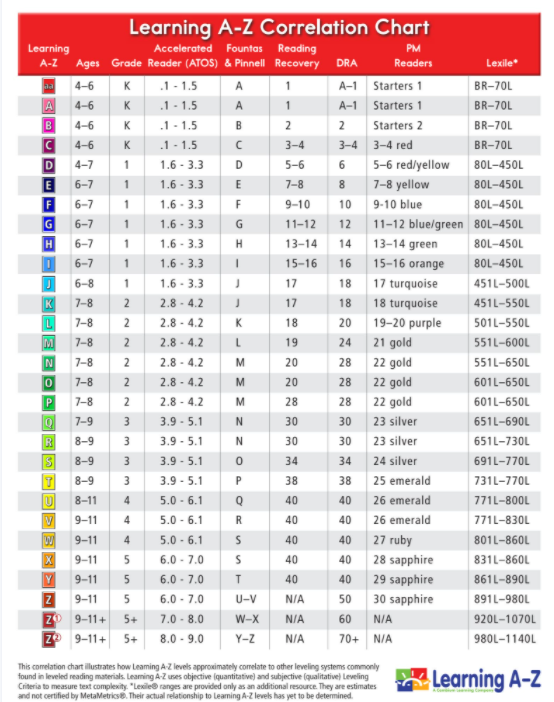 Learning A-Z Correlation Chart
Learning A-Z Ages Grade Accelerated Reader (ATOS) Fountas & Pinnell Reading Recovery DRA PM Readers Lexile*
aa 4–6 K .1 - 1.5 A 1 A–1 Starters 1 BR–70L
A 4–6 K .1 - 1.5 A 1 A–1 Starters 1 BR–70L
B 4–6 K .1 - 1.5 B 2 2 Starters 2 BR–70L
C 4–6 K .1 - 1.5 C 3–4 3–4 3–4 red BR–70L
D 4–7 1 1.6 - 3.3 D 5–6 6 5–6 red/yellow 80L–450L
E 6–7 1 1.6 - 3.3 E 7–8 8 7–8 yellow 80L–450L
F 6–7 1 1.6 - 3.3 F 9–10 10 9-10 blue 80L–450L
G 6–7 1 1.6 - 3.3 G 11–12 12 11–12 blue/green 80L–450L
H 6–7 1 1.6 - 3.3 H 13–14 14 13–14 green 80L–450L
I 6–7 1 1.6 - 3.3 I 15–16 16 15–16 orange 80L–450L
J 6–8 1 1.6 - 3.3 J 17 18 17 turquoise 451L–500L
K 7–8 2 2.8 - 4.2 J 17 18 18 turquoise 451L–550L
L 7–8 2 2.8 - 4.2 K 18 20 19–20 purple 501L–550L
M 7–8 2 2.8 - 4.2 L 19 24 21 gold 551L–600L
N 7–8 2 2.8 - 4.2 M 20 28 22 gold 551L–650L
O 7–8 2 2.8 - 4.2 M 20 28 22 gold 601L–650L
P 7–8 2 2.8 - 4.2 M 28 28 22 gold 601L–650L
Q 7–9 3 3.9 - 5.1 N 30 30 23 silver 651L–690L
R 8–9 3 3.9 - 5.1 N 30 30 23 silver 651L–730L
S 8–9 3 3.9 - 5.1 O 34 34 24 silver 691L–770L
T 8–9 3 3.9 - 5.1 P 38 38 25 emerald 731L–770L
U 8–11 4 5.0 - 6.1 Q 40 40 26 emerald 771L–800L
V 9–11 4 5.0 - 6.1 R 40 40 26 emerald 771L–830L
W 9–11 4 5.0 - 6.1 S 40 40 27 ruby 801L–860L
X 9–11 5 6.0 - 7.0 S 40 40 28 sapphire 831L–860L
Y 9–11 5 6.0 - 7.0 T 40 40 29 sapphire 861L–890L
Z 9–11 5 6.0 - 7.0 U–V N/A 50 30 sapphire 891L–980L
Z1 9–11+ 5+ 7.0 - 8.0 W–X N/A 60 N/A 920L–1070L
Z2 9–11+ 5+ 8.0 - 9.0 Y–Z N/A 70+ N/A 980L–1140L
This correlation chart illustrates how Learning A-Z levels approximately correlate to other leveling systems commonly
found in leveled reading materials. Learning A-Z uses objective (quantitative) and subjective (qualitative) Leveling
Criteria to measure text complexity. *Lexile® ranges are provided only as an additional resource. They are estimates
and not certified by MetaMetrics®. Their actual relationship to Learning A-Z levels has yet to be determined.
Learning A-Z